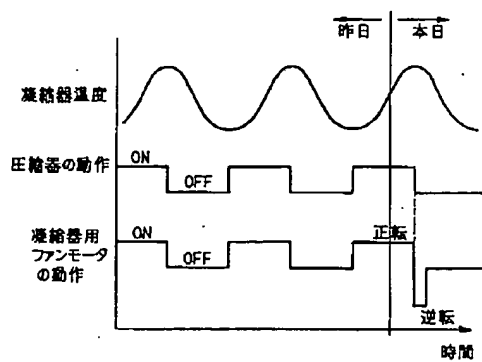 昨日 本日
凝縮器温度
ON
圧縮器の動作
OFF
ON
正転
凝縮器用
ファンモータ
の動作
OFF
逆転
時間